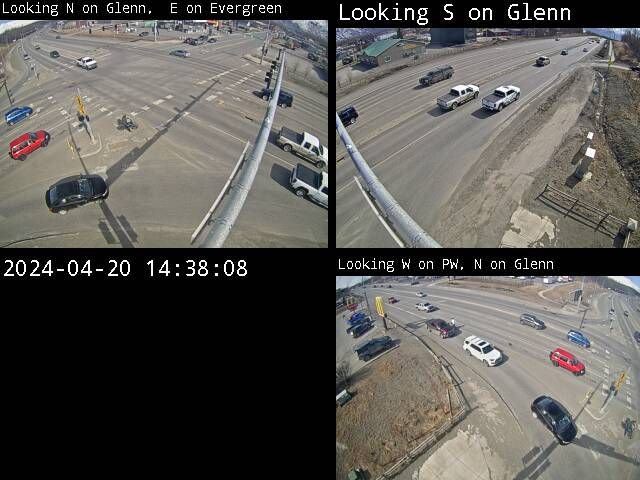 Looking N on Glenn,  E on Evergreen
Looking S on Glenn
2024-04-20 14:38:08
Looking W on PW, N on Glenn